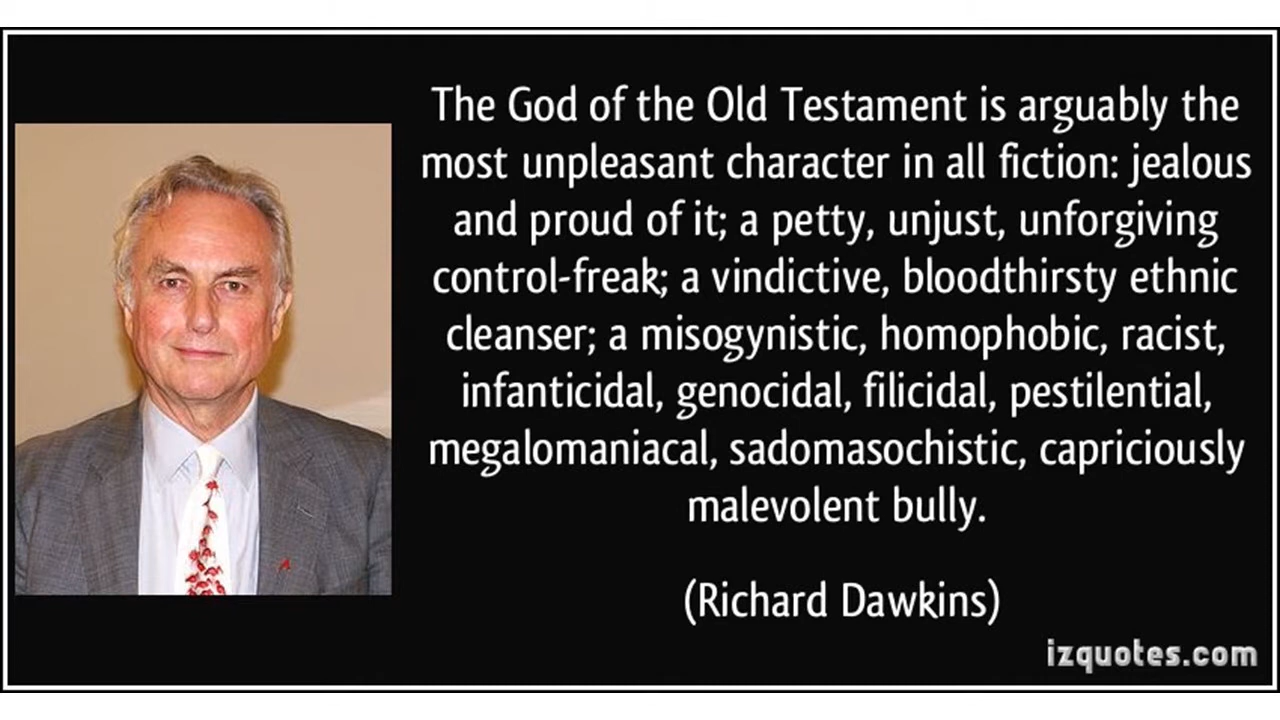 The God of the Old Testament is arguably the
most unpleasant character in all fiction: jealous
and proud of it; a petty, unjust, unforgiving
control-freak; a vindictive, bloodthirsty ethnic
cleanser; a misogynistic, homophobic, racist,
infanticidal, genocidal, filicidal, pestilential,
megalomaniacal, sadomasochistic, capriciously
malevolent bully.
(Richard Dawkins)
izquotes.com